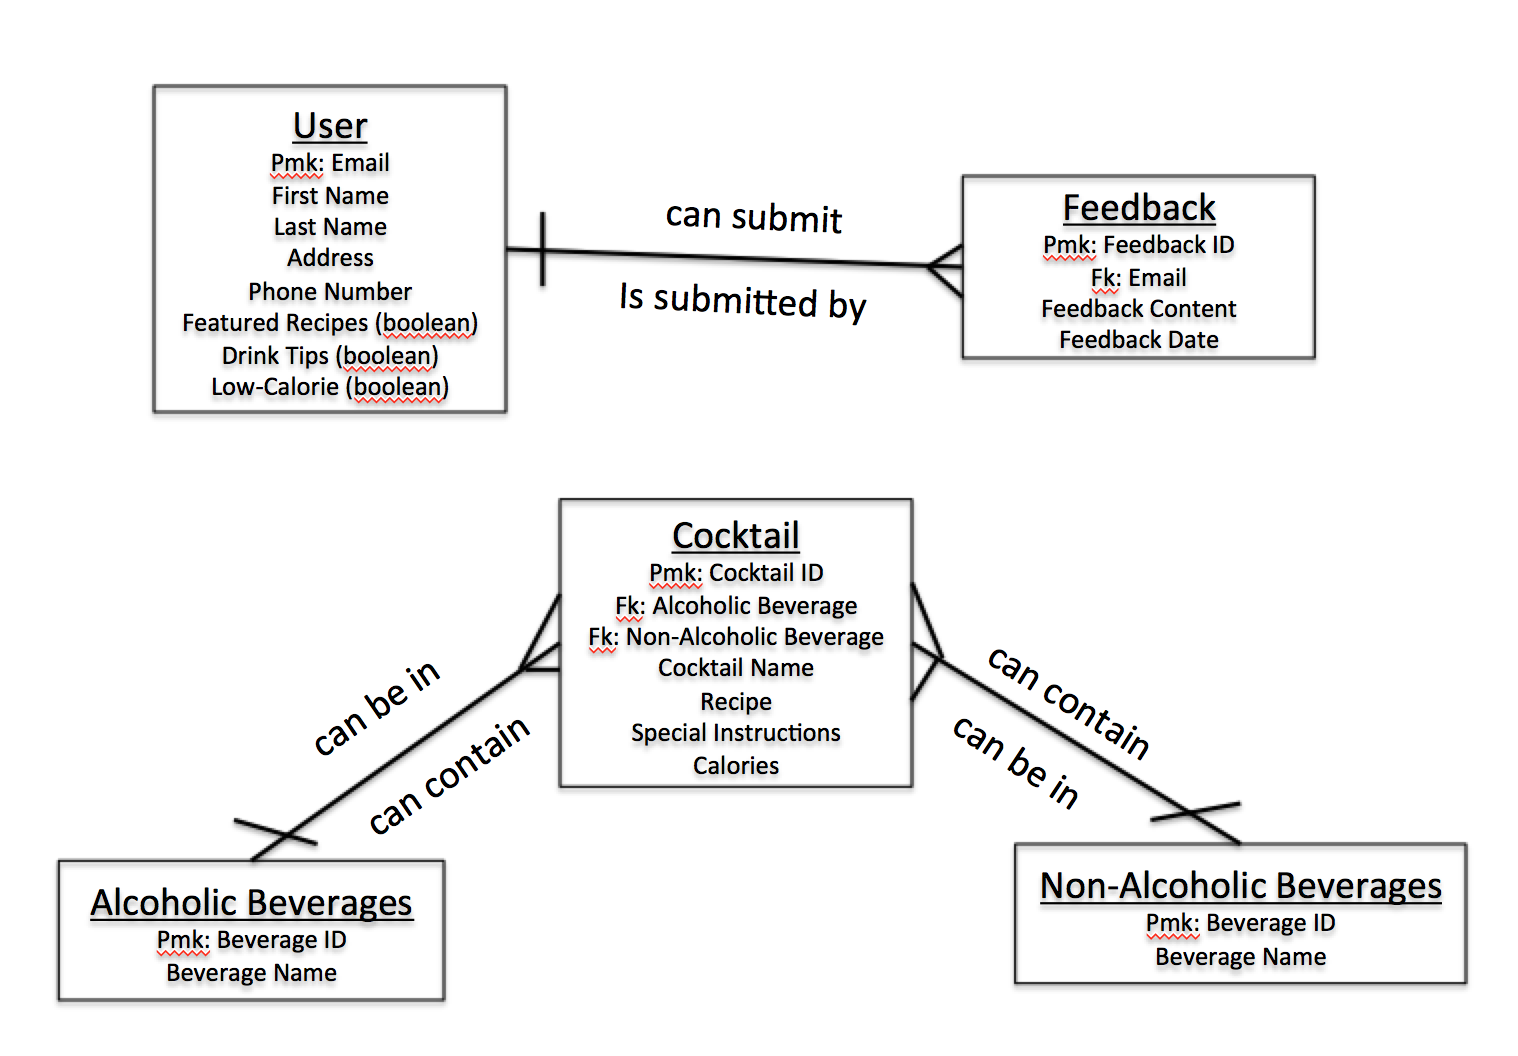 User
Pmk: Email
First Name
Last Name
Address
Phone Number
Featured Recipes (boolean)
Drink Tips (boolean)
Low-Calorie (boolean)
can submit
Is submitted by
Feedback
Pmk: Feedback ID
Fk: Email
Feedback Content
Feedback Date
Cocktail
Pmk: Cocktail ID
Fk: Alcoholic Beverage
Fk: Non-Alcoholic Beverage
Cocktail Name
Recipe
Special Instructions
Calories
can be in
can contain
can contain
can be in
Alcoholic Beverages
Pmk: Beverage ID
Beverage Name
Non-Alcoholic Beverages
Pmk: Beverage ID
Beverage Name